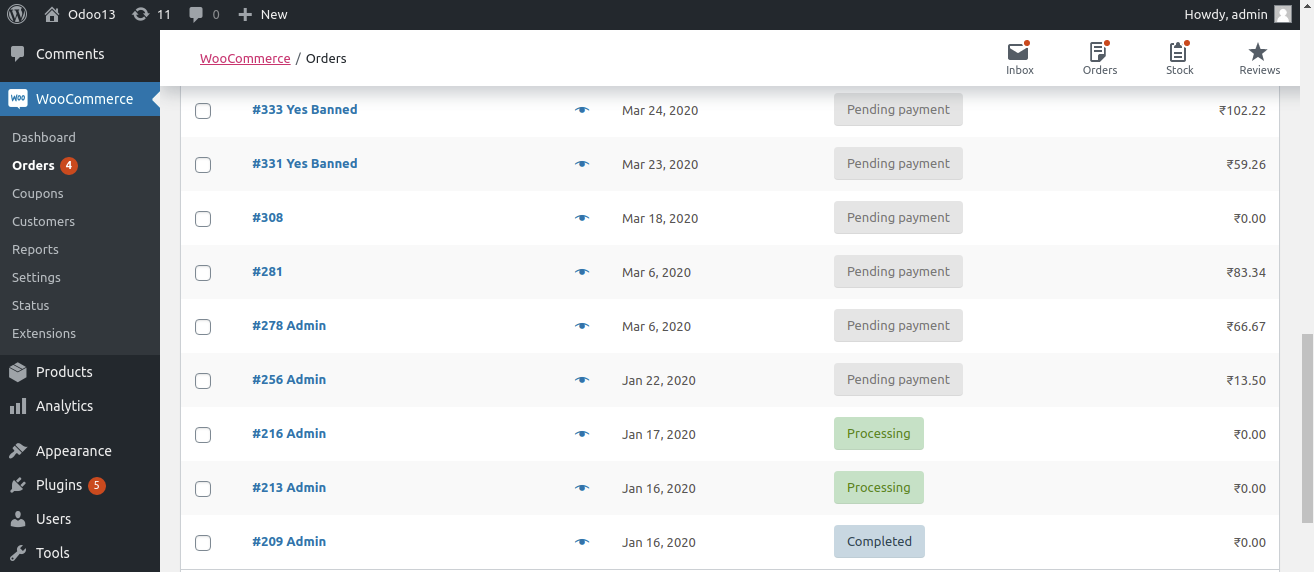 Odoo13 11 0 New Howdy, admin
Comments
WooCommerce
Dashboard
Orders 4
Coupons
Customers
Reports
Settings
Status
Extensions
Products
Analytics
Appearance
Plugins 5
Users
Tools
WooCommerce / Orders
Inbox Orders Stock Reviews
#333 Yes Banned Mar 24, 2020 Pending payment ₹102.22
#331 Yes Banned Mar 23, 2020 Pending payment ₹59.26
#308 Mar 18, 2020 Pending payment ₹0.00
#281 Mar 6, 2020 Pending payment ₹83.34
#278 Admin Mar 6, 2020 Pending payment ₹66.67
#256 Admin Jan 22, 2020 Pending payment ₹13.50
#216 Admin Jan 17, 2020 Processing ₹0.00
#213 Admin Jan 16, 2020 Processing ₹0.00
#209 Admin Jan 16, 2020 Completed ₹0.00